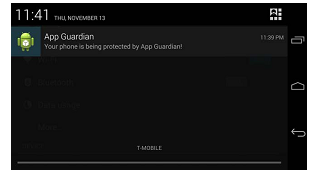 11:41 THU, NOVEMBER 13
App Guardian
11:39 PM
Your phone is being protected by App Guardian!
T-MOBILE